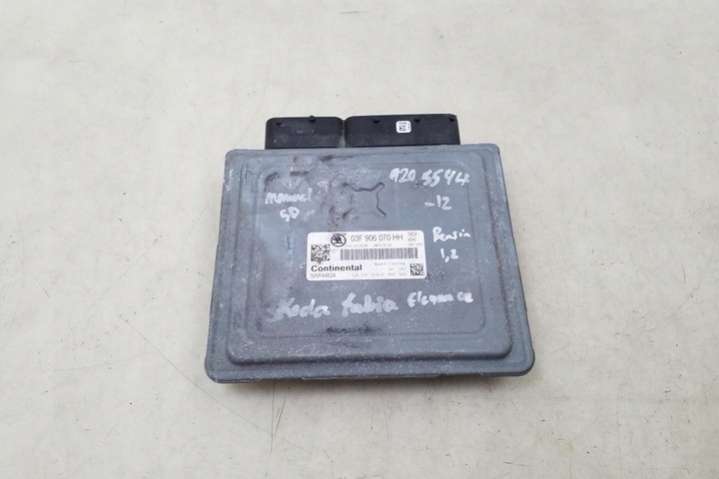 manual
5D
920 5544
-12
03F 906 070 HH
Continental
Bensin
1,2
Skoda Fabia Elegance